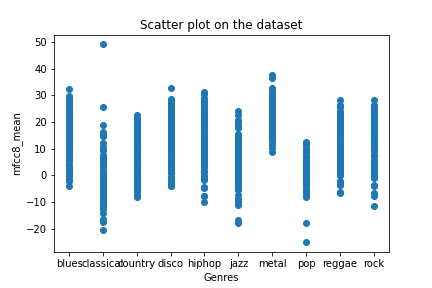 Scatter plot on the dataset
50
40
30
20
10
0
−10
−20
mfcc8_mean
blues classical country disco hiphop jazz metal pop reggae rock
Genres